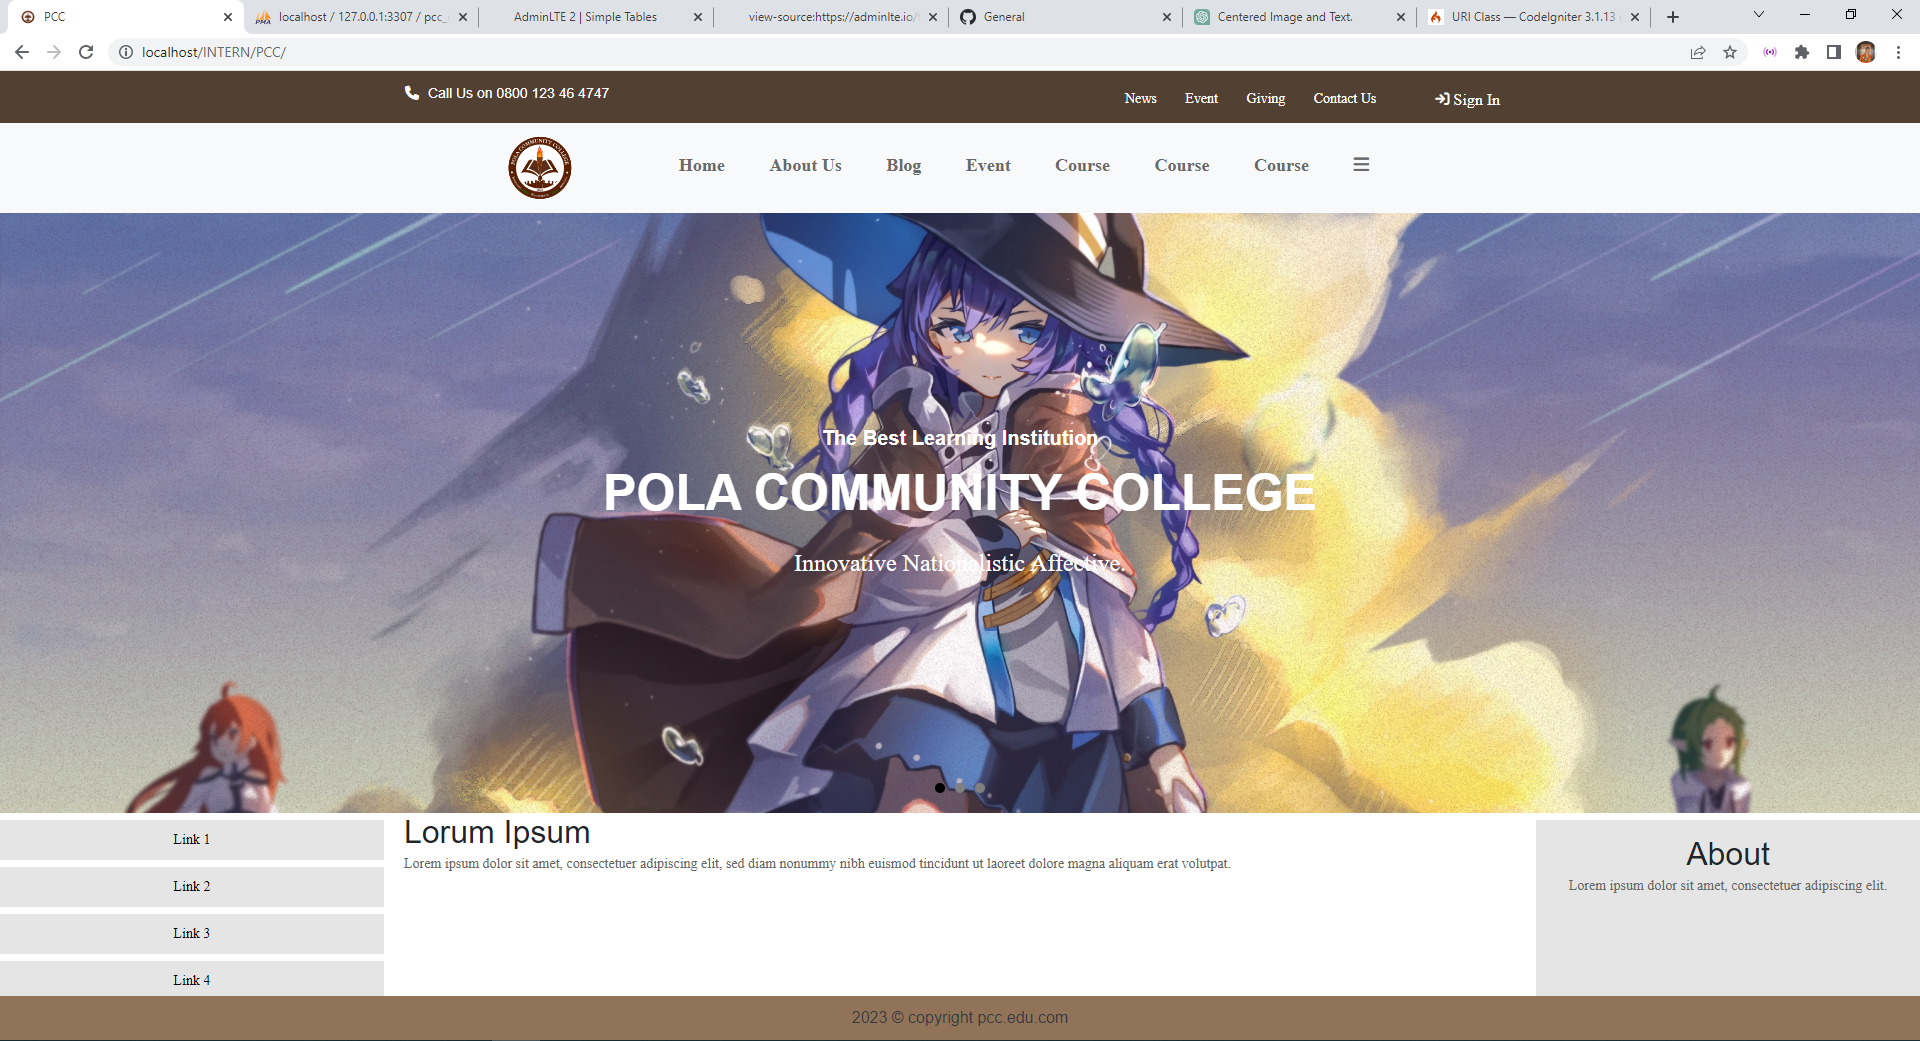 PCC
localhost / 127.0.0.1:3307 / pcc_
AdminLTE 2 | Simple Tables
view-source:https://adminlte.io/
General
Centered Image and Text.
URI Class — CodeIgniter 3.1.13
localhost/INTERN/PCC/
Call Us on 0800 123 46 4747
News Event Giving Contact Us Sign In
POLA COMMUNITY COLLEGE
Home About Us Blog Event Course Course Course
The Best Learning Institution
POLA COMMUNITY COLLEGE
Innovative Nationalistic Affective.
Link 1
Link 2
Link 3
Link 4
Lorum Ipsum
Lorem ipsum dolor sit amet, consectetuer adipiscing elit, sed diam nonummy nibh euismod tincidunt ut laoreet dolore magna aliquam erat volutpat.
About
Lorem ipsum dolor sit amet, consectetuer adipiscing elit.
2023 © copyright pcc.edu.com